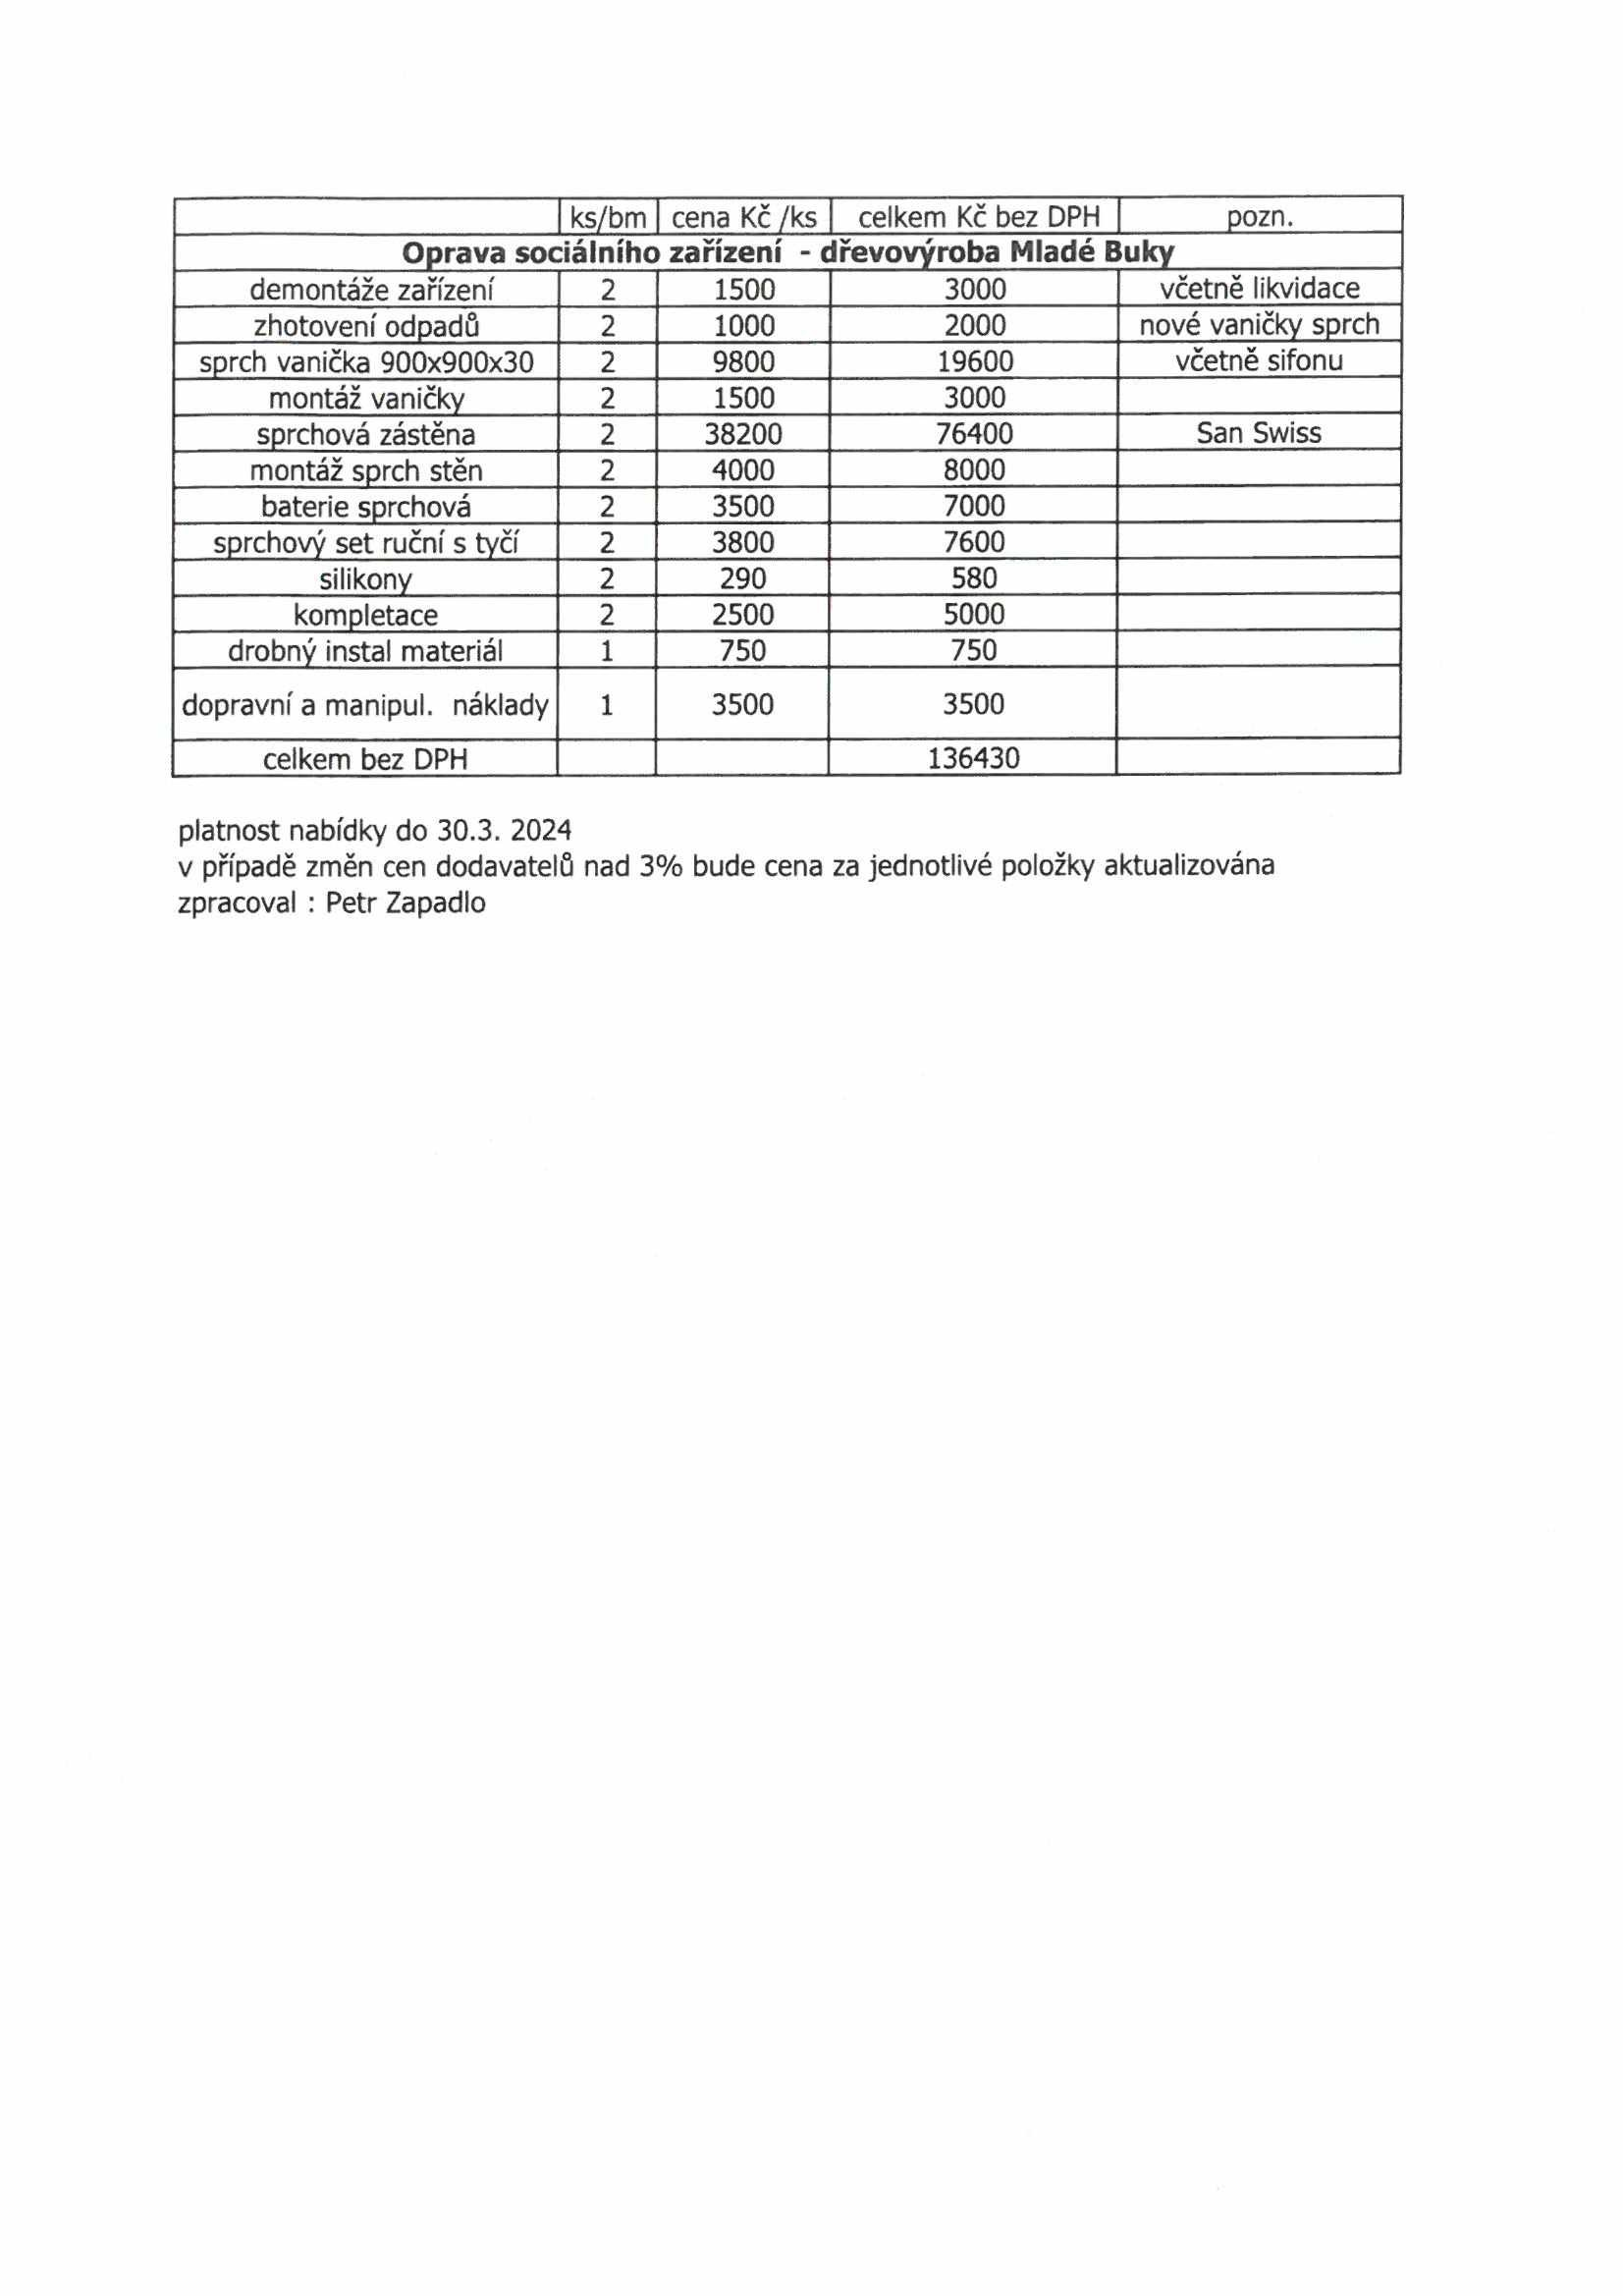 ks/bm cena Kč /ks celkem Kč bez DPH pozn.
Oprava sociálního zařízení - dřevovýroba Mladé Buky
demontáže zařízení 2 1500 3000 včetně likvidace
zhotovení odpadů 2 1000 2000 nové vaničky sprch
sprch vanička 900x900x30 2 9800 19600 včetně sifonu
montáž vaničky 2 1500 3000
sprchová zástěna 2 38200 76400 San Swiss
montáž sprch stěn 2 4000 8000
baterie sprchová 2 3500 7000
sprchový set ruční s tyčí 2 3800 7600
silikony 2 290 580
kompletace 2 2500 5000
drobný instal materiál 1 750 750
dopravní a manipul. náklady 1 3500 3500
celkem bez DPH 136430
platnost nabídky do 30.3. 2024
v případě změn cen dodavatelů nad 3% bude cena za jednotlivé položky aktualizována
zpracoval : Petr Zapadlo